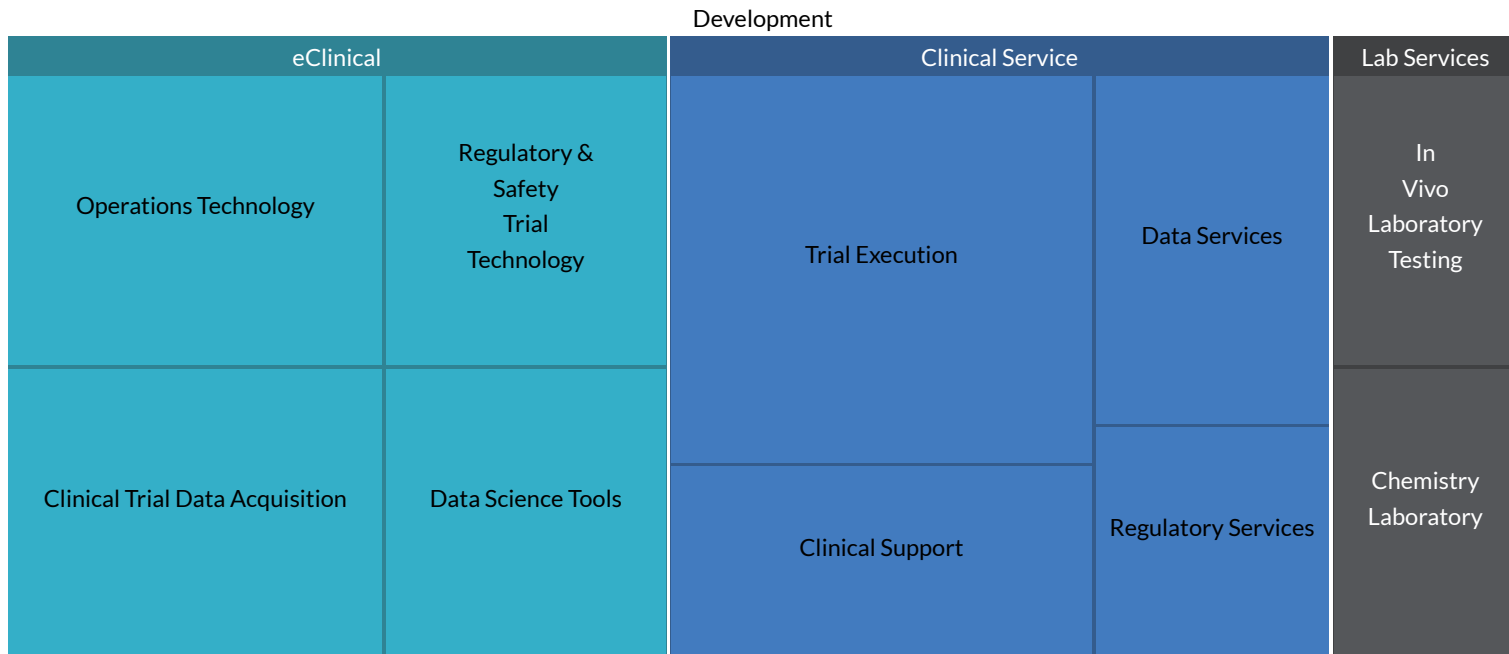 Development
eClinical
Clinical Service
Lab Services
Operations Technology
Regulatory &
Safety
Trial
Technology
Trial Execution
Data Services
In
Vivo
Laboratory
Testing
Clinical Trial Data Acquisition
Data Science Tools
Clinical Support
Regulatory Services
Chemistry
Laboratory